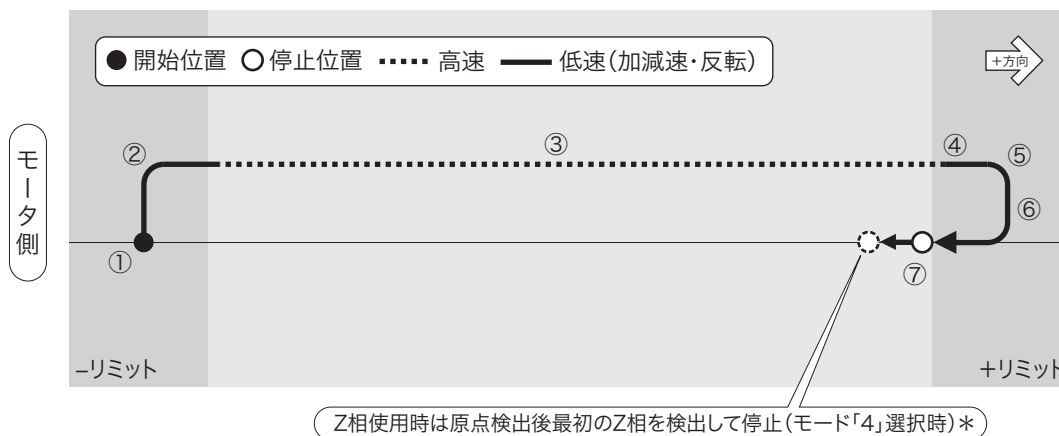 ●開始位置 ○停止位置 高速 低速(加減速・反転)
+方向
モータ側
② ③ ④ ⑤
⑥
① ⑦
−リミット +リミット
Z相使用時は原点検出後最初のZ相を検出して停止(モード「4」選択時)*